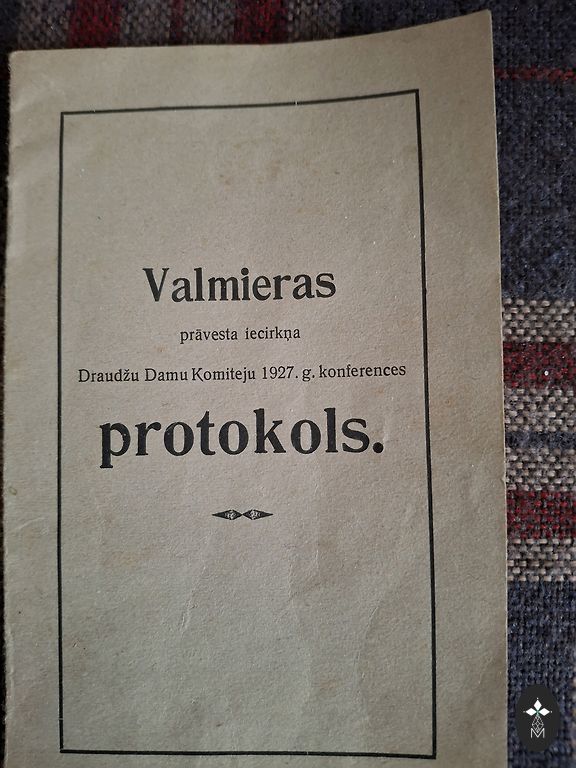 Valmieras
prāvesta iecirkņa
Draudžu Damu Komiteju 1927. g. konferences
protokols.
M